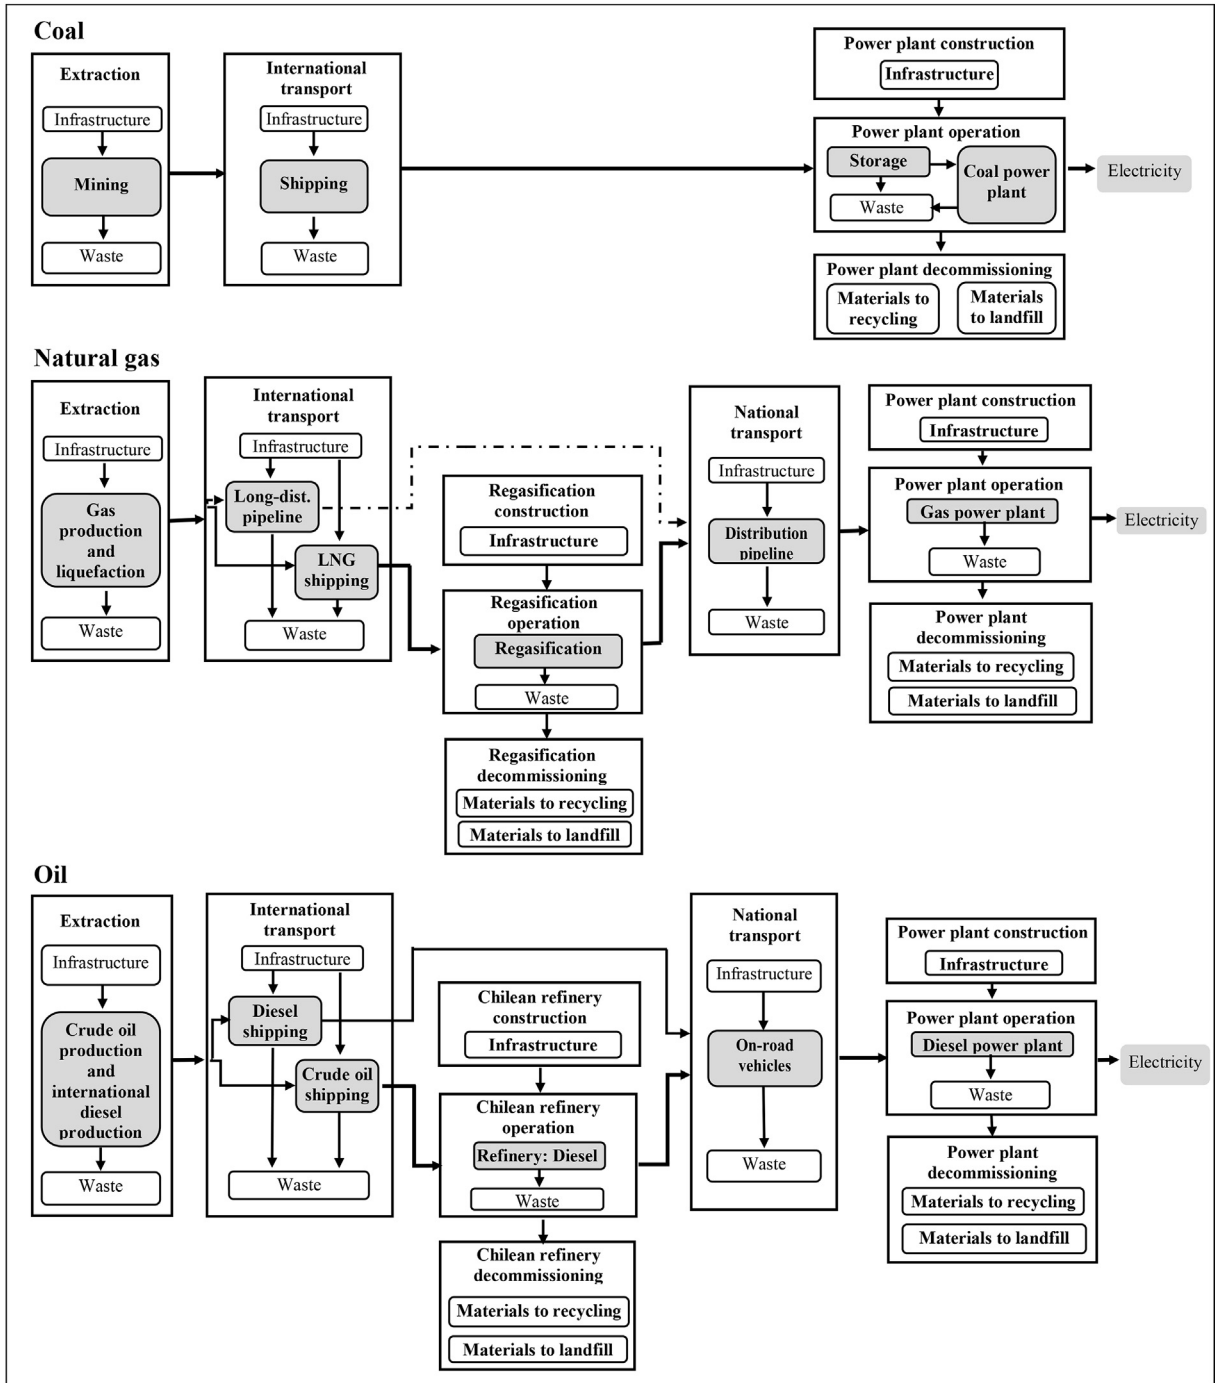 Coal
Extraction
Infrastructure
Mining
Waste
International
transport
Infrastructure
Shipping
Waste
Power plant construction
Infrastructure
Power plant operation
Storage
Waste
Coal power
plant
Electricity
Power plant decommissioning
Materials to
recycling
Materials
to landfill
Natural gas
Extraction
Infrastructure
Gas
production
and
liquefaction
Waste
International
transport
Infrastructure
Long-dist.
pipeline
LNG
shipping
Waste
Regasification
construction
Infrastructure
Regasification
operation
Regasification
Waste
Regasification
decommissioning
Materials to recycling
Materials to landfill
National
transport
Infrastructure
Distribution
pipeline
Waste
Power plant construction
Infrastructure
Power plant operation
Gas power plant
Waste
Electricity
Power plant
decommissioning
Materials to recycling
Materials to landfill
Oil
Extraction
Infrastructure
Crude oil
production
and
international
diesel
production
Waste
International
transport
Infrastructure
Diesel
shipping
Crude oil
shipping
Waste
Chilean refinery
construction
Infrastructure
Chilean refinery
operation
Refinery: Diesel
Waste
Chilean refinery
decommissioning
Materials to recycling
Materials to landfill
National
transport
Infrastructure
On-road
vehicles
Waste
Power plant construction
Infrastructure
Power plant operation
Diesel power plant
Waste
Electricity
Power plant
decommissioning
Materials to recycling
Materials to landfill